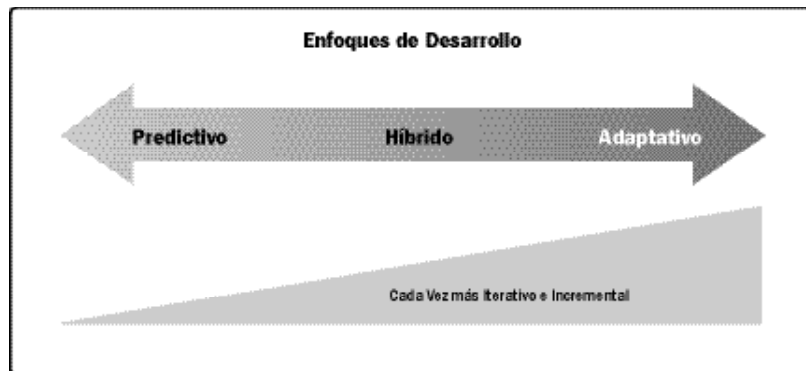 Enfoques de Desarrollo
Predictivo
Híbrido
Adaptativo
Cada Vez más Iterativo e Incremental